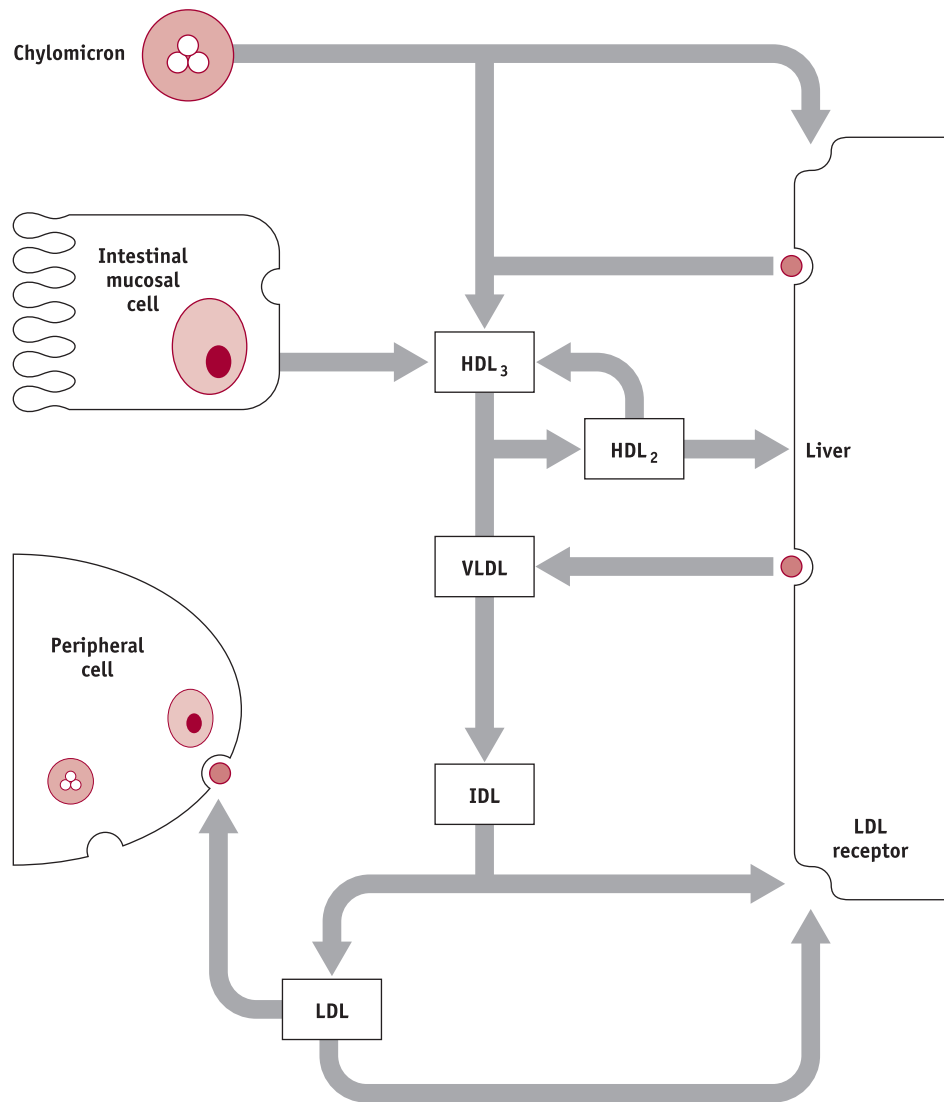 Chylomicron
Intestinal
mucosal
cell
HDL₃
HDL₂
Liver
VLDL
Peripheral
cell
IDL
LDL
receptor
LDL